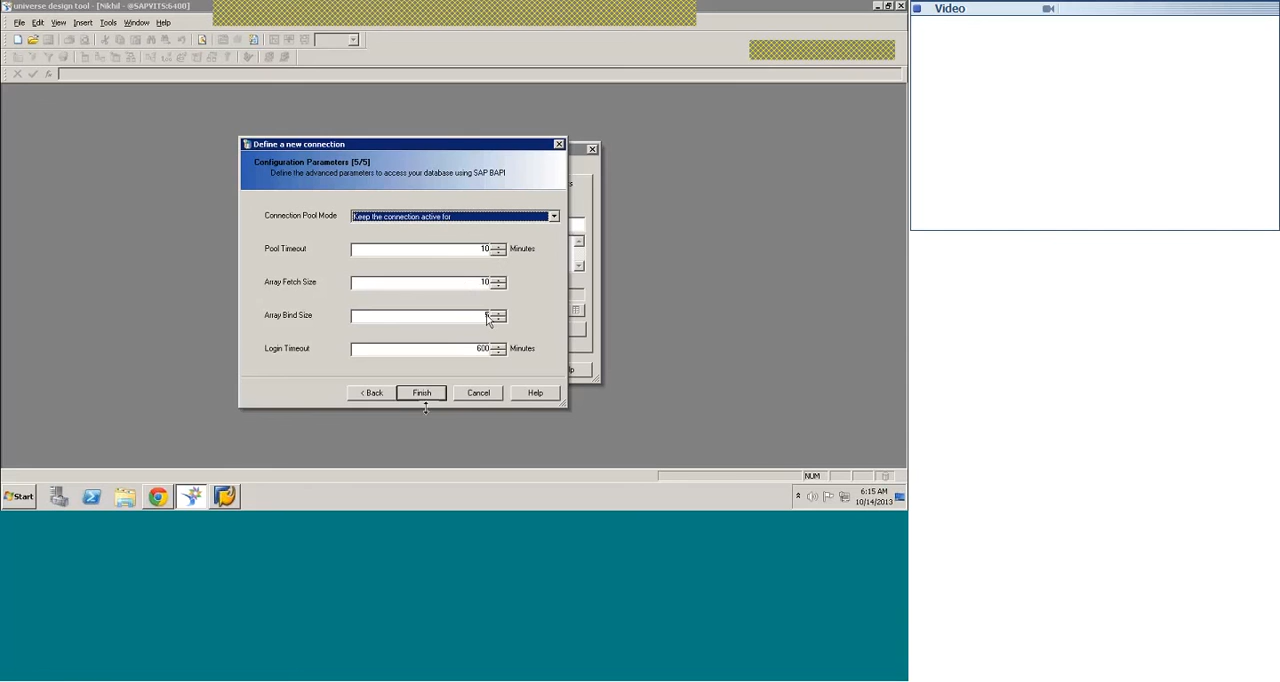 universe design tool - [Nikhil - @SAPVITS:6400]
Video
File Edit View Insert Tools Window Help
Define a new connection
Configuration Parameters [5/5]
Define the advanced parameters to access your database using SAP BAPI
Connection Pool Mode Keep the connection active for
Pool Timeout 10 Minutes
Array Fetch Size 10
Array Bind Size 5
Login Timeout 600 Minutes
< Back Finish Cancel Help
NUM
Start
6:15 AM
10/14/2013